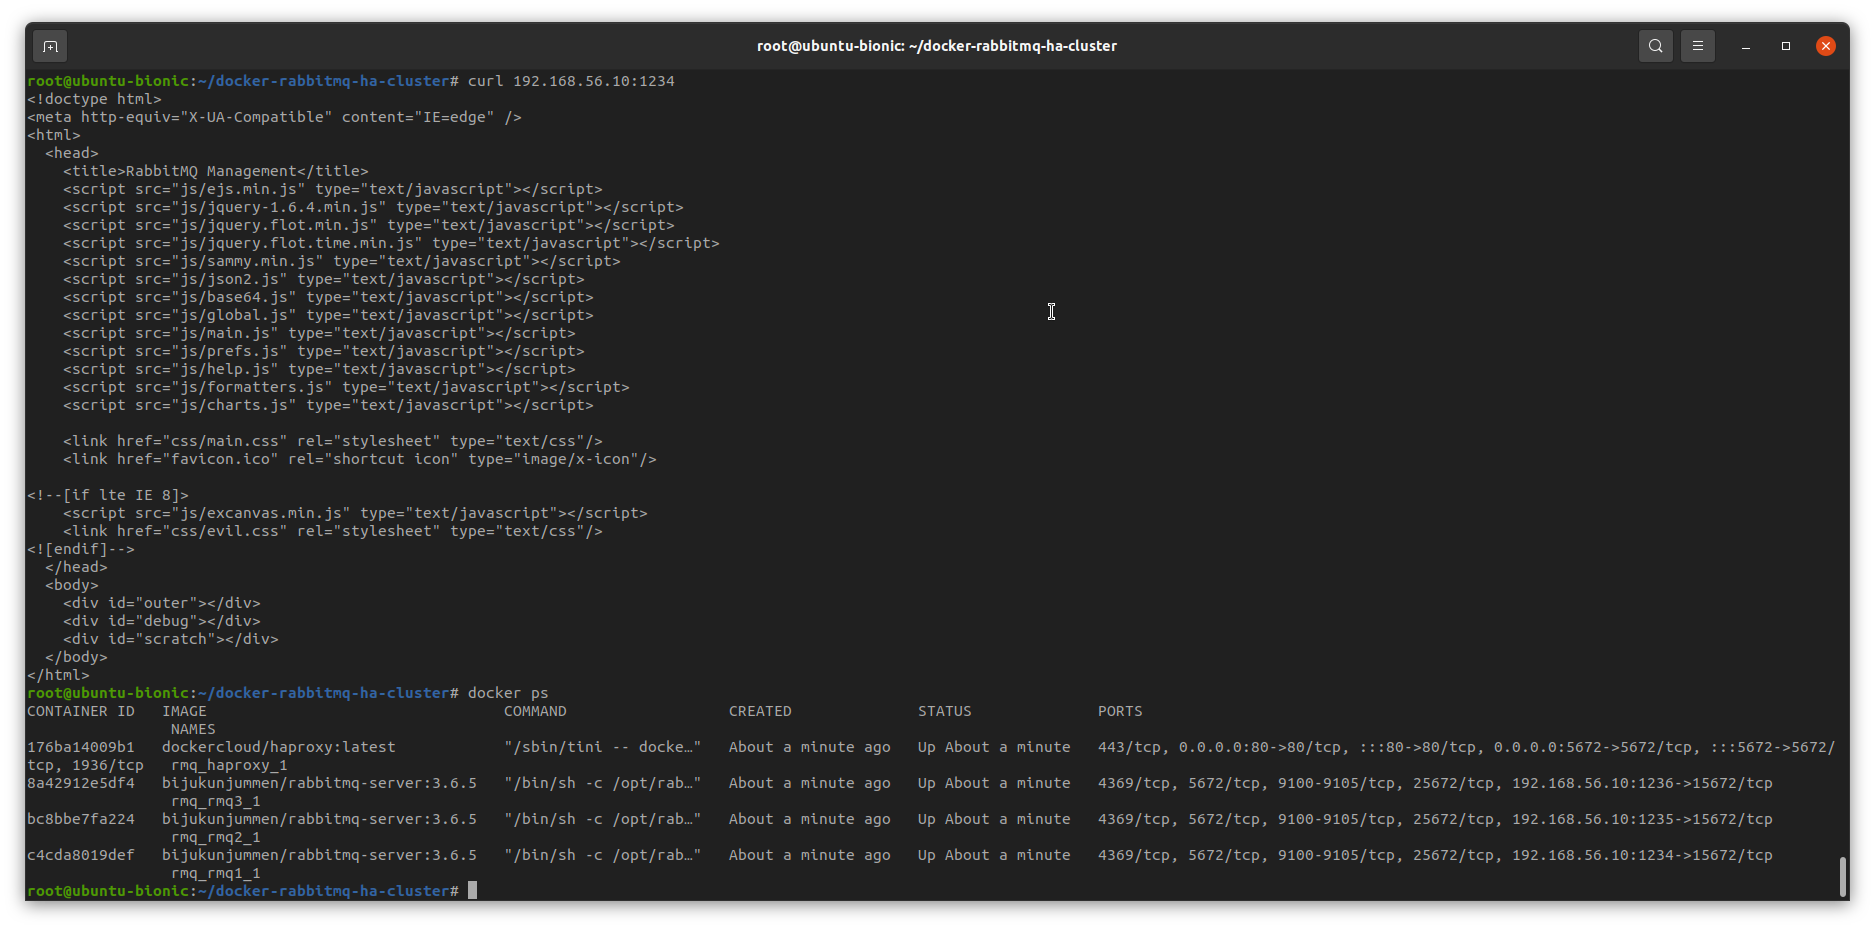 root@ubuntu-bionic: ~/docker-rabbitmq-ha-cluster
root@ubuntu-bionic:~/docker-rabbitmq-ha-cluster# curl 192.168.56.10:1234
<!doctype html>
<meta http-equiv="X-UA-Compatible" content="IE=edge" />
<html>
  <head>
    <title>RabbitMQ Management</title>
    <script src="js/ejs.min.js" type="text/javascript"></script>
    <script src="js/jquery-1.6.4.min.js" type="text/javascript"></script>
    <script src="js/jquery.flot.min.js" type="text/javascript"></script>
    <script src="js/jquery.flot.time.min.js" type="text/javascript"></script>
    <script src="js/sammy.min.js" type="text/javascript"></script>
    <script src="js/json2.js" type="text/javascript"></script>
    <script src="js/base64.js" type="text/javascript"></script>
    <script src="js/global.js" type="text/javascript"></script>
    <script src="js/main.js" type="text/javascript"></script>
    <script src="js/prefs.js" type="text/javascript"></script>
    <script src="js/help.js" type="text/javascript"></script>
    <script src="js/formatters.js" type="text/javascript"></script>
    <script src="js/charts.js" type="text/javascript"></script>

    <link href="css/main.css" rel="stylesheet" type="text/css"/>
    <link href="favicon.ico" rel="shortcut icon" type="image/x-icon"/>

<!--[if lte IE 8]>
    <script src="js/excanvas.min.js" type="text/javascript"></script>
    <link href="css/evil.css" rel="stylesheet" type="text/css"/>
<![endif]-->
  </head>
  <body>
    <div id="outer"></div>
    <div id="debug"></div>
    <div id="scratch"></div>
  </body>
</html>
root@ubuntu-bionic:~/docker-rabbitmq-ha-cluster# docker ps
CONTAINER ID   IMAGE                                 COMMAND                  CREATED              STATUS              PORTS
                NAMES
176ba14009b1   dockercloud/haproxy:latest            "/sbin/tini -- docke…"   About a minute ago   Up About a minute   443/tcp, 0.0.0.0:80->80/tcp, :::80->80/tcp, 0.0.0.0:5672->5672/tcp, :::5672->5672/
tcp, 1936/tcp   rmq_haproxy_1
8a42912e5df4   bijukunjummen/rabbitmq-server:3.6.5   "/bin/sh -c /opt/rab…"   About a minute ago   Up About a minute   4369/tcp, 5672/tcp, 9100-9105/tcp, 25672/tcp, 192.168.56.10:1236->15672/tcp
                rmq_rmq3_1
bc8bbe7fa224   bijukunjummen/rabbitmq-server:3.6.5   "/bin/sh -c /opt/rab…"   About a minute ago   Up About a minute   4369/tcp, 5672/tcp, 9100-9105/tcp, 25672/tcp, 192.168.56.10:1235->15672/tcp
                rmq_rmq2_1
c4cda8019def   bijukunjummen/rabbitmq-server:3.6.5   "/bin/sh -c /opt/rab…"   About a minute ago   Up About a minute   4369/tcp, 5672/tcp, 9100-9105/tcp, 25672/tcp, 192.168.56.10:1234->15672/tcp
                rmq_rmq1_1
root@ubuntu-bionic:~/docker-rabbitmq-ha-cluster#